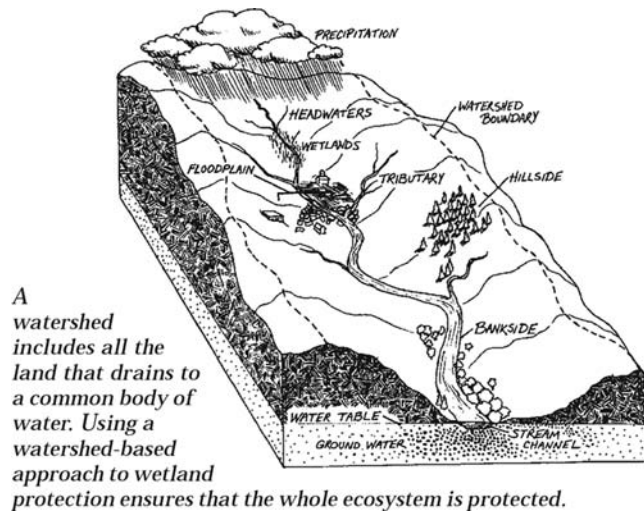 PRECIPITATION
HEADWATERS
WATERSHED
BOUNDARY
WETLANDS
FLOODPLAIN
TRIBUTARY
HILLSIDE
BANKSIDE
WATER TABLE
GROUND WATER
STREAM
CHANNEL
A
watershed
includes all the
land that drains to
a common body of
water. Using a
watershed-based
approach to wetland
protection ensures that the whole ecosystem is protected.